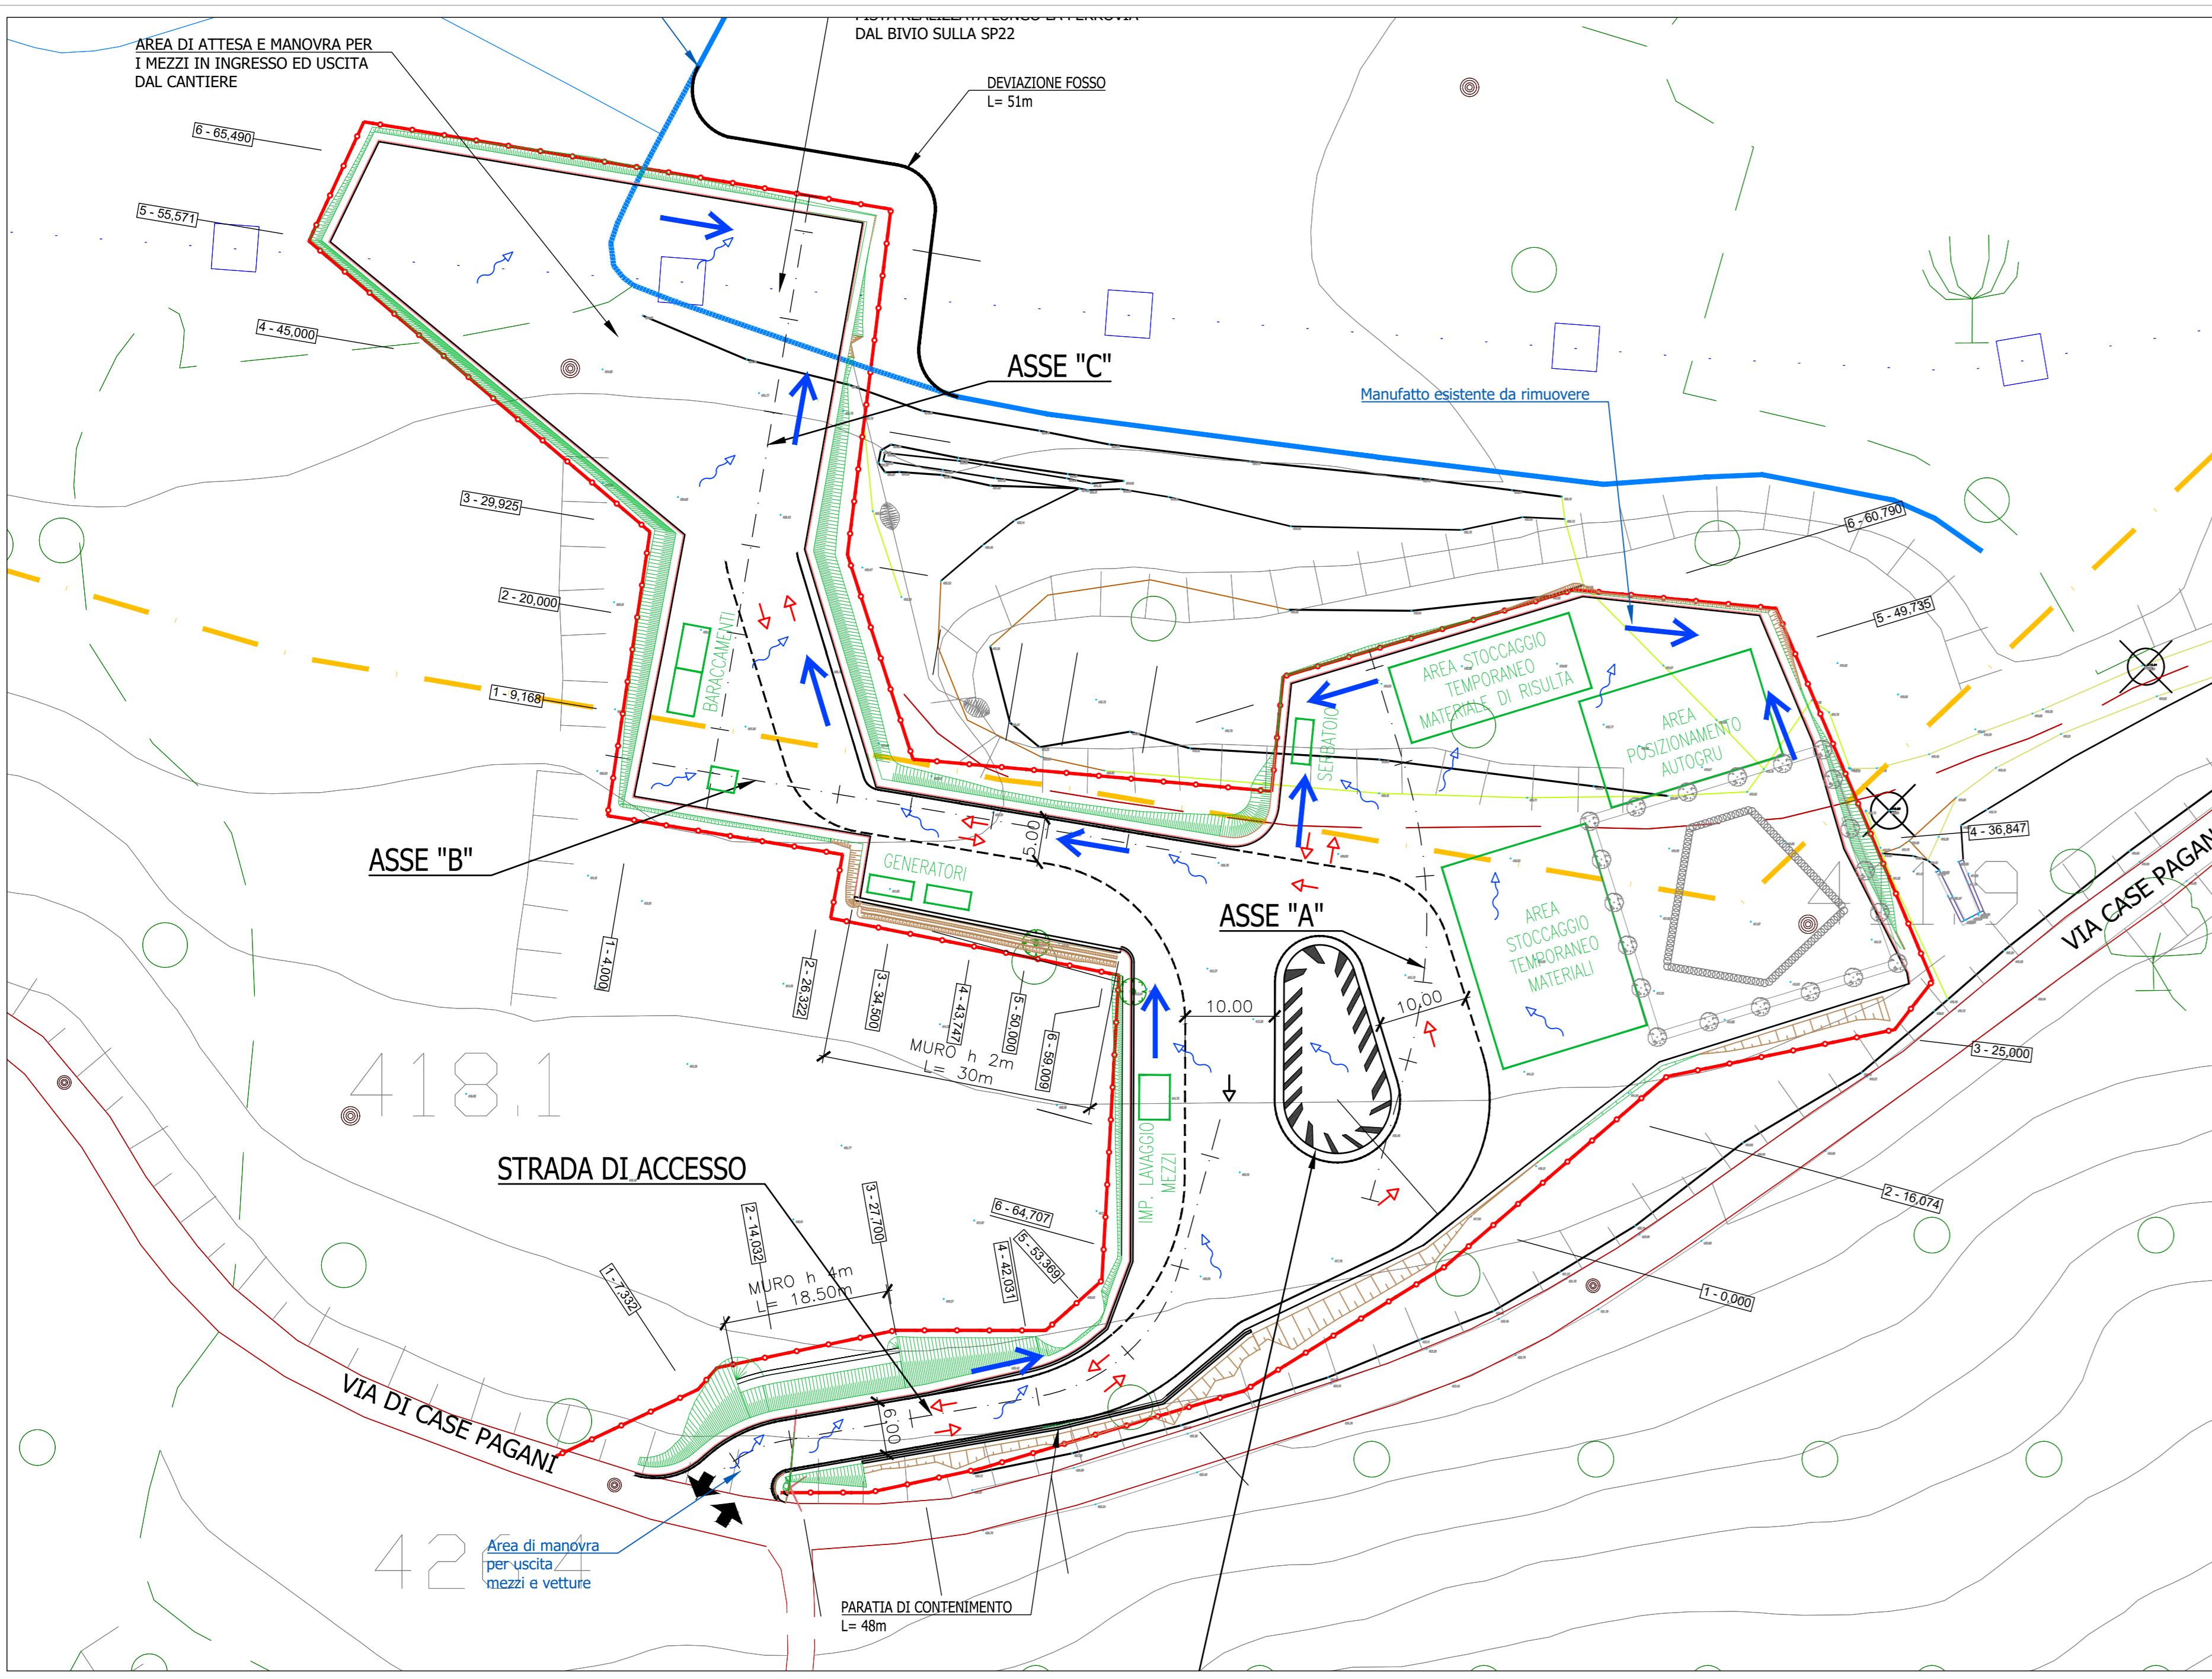 DAL BIVIO SULLA SP22
AREA DI ATTESA E MANOVRA PER
I MEZZI IN INGRESSO ED USCITA
DAL CANTIERE
DEVIAZIONE FOSSO
L= 51m
6 - 65,490
5 - 55,571
4 - 45,000
ASSE "C"
Manufatto esistente da rimuovere
3 - 29,925
6 - 60,790
2 - 20,000
5 - 49,735
BARACCAMENTI
AREA STOCCAGGIO
TEMPORANEO
MATERIALE DI RISULTA
1 - 9,168
SERBATOIO
AREA
POSIZIONAMENTO
AUTOGRU
5.00
4 - 36,847
ASSE "B"
GENERATORI
ASSE "A"
AREA
STOCCAGGIO
TEMPORANEO
MATERIALI
VIA CASE PAGANI
1 - 4,000
2 - 26,322
3 - 34,500
4 - 43,747
5 - 50,000
6 - 59,009
10.00
10.00
MURO h 2m
L= 30m
3 - 25,000
418.1
STRADA DI ACCESSO
IMP. LAVAGGIO
MEZZI
2 - 16,074
2 - 14,032
3 - 27,700
6 - 64,707
4 - 42,031
5 - 53,369
1 - 7,332
MURO h 4m
L= 18.50m
1 - 0,000
6.00
VIA DI CASE PAGANI
426.4
Area di manovra
per uscita
mezzi e vetture
PARATIA DI CONTENIMENTO
L= 48m